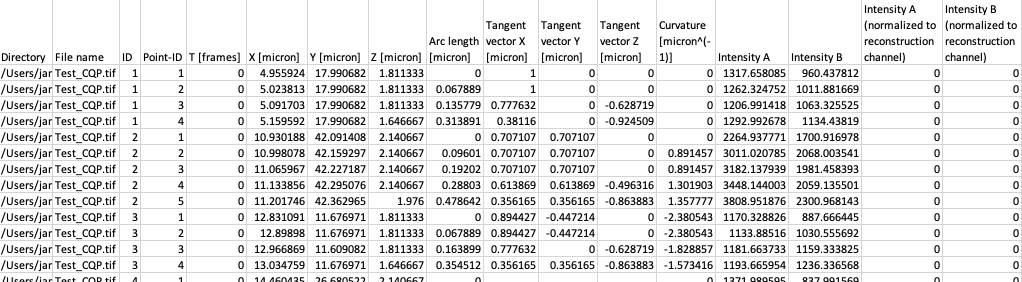 Intensity A Intensity B
Tangent Tangent Tangent Curvature (normalized to (normalized to
Arc length vector X vector Y vector Z [micron^(- reconstruction reconstruction
Directory File name ID Point-ID T [frames] X [micron] Y [micron] Z [micron] [micron] [micron] [micron] [micron] 1)] Intensity A Intensity B channel) channel)
/Users/jar Test_CQP.tif 1 1 4.955924 17.990682 1.811333 0 1 0 0 0 1317.658085 960.437812 0 0
/Users/jar Test_CQP.tif 1 2 5.023813 17.990682 1.811333 0.067889 1 0 0 0 1262.324752 1011.881669 0 0
/Users/jar Test_CQP.tif 1 3 5.091703 17.990682 1.811333 0.135779 0.777632 0 -0.628719 0 1206.991418 1063.325525 0 0
/Users/jar Test_CQP.tif 1 4 5.159592 17.990682 1.646667 0.313891 0.38116 0 -0.924509 0 1292.992678 1134.43819 0 0
/Users/jar Test_CQP.tif 2 1 10.930188 42.091408 2.140667 0 0.707107 0.707107 0 0 2264.937771 1700.916978 0 0
/Users/jar Test_CQP.tif 2 2 10.998078 42.159297 2.140667 0.09601 0.707107 0.707107 0 0.891457 3011.020785 2068.003541 0 0
/Users/jar Test_CQP.tif 2 3 11.065967 42.227187 2.140667 0.19202 0.707107 0.707107 0 0.891457 3182.137939 1981.458393 0 0
/Users/jar Test_CQP.tif 2 4 11.133856 42.295076 2.140667 0.28803 0.613869 0.613869 -0.496316 1.301903 3448.144003 2059.135501 0 0
/Users/jar Test_CQP.tif 2 5 11.201746 42.362965 1.976 0.478642 0.356165 0.356165 -0.863883 1.357777 3808.951876 2300.968143 0 0
/Users/jar Test_CQP.tif 3 1 12.831091 11.676971 1.811333 0 0.894427 -0.447214 0 -2.380543 1170.328826 887.666445 0 0
/Users/jar Test_CQP.tif 3 2 12.89898 11.676971 1.811333 0.067889 0.894427 -0.447214 0 -2.380543 1133.88516 1030.555692 0 0
/Users/jar Test_CQP.tif 3 3 12.966869 11.609082 1.811333 0.163899 0.777632 0 -0.628719 -1.828857 1181.663733 1159.333825 0 0
/Users/jar Test_CQP.tif 3 4 13.034759 11.676971 1.646667 0.354512 0.356165 0.356165 -0.863883 -1.573416 1193.665954 1236.336568 0 0
/Users/jar Test_CQP.tif 4 1 14.460435 26.680522 2.140667 0 0 1371.989595 837.991569 0 0